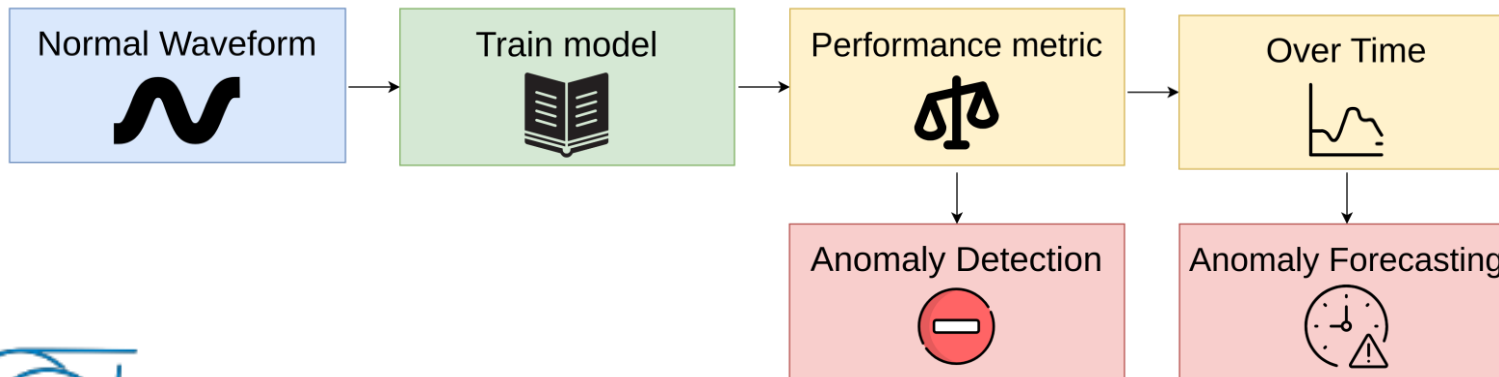 Normal Waveform
Train model
Performance metric
Over Time
Anomaly Detection
Anomaly Forecasting